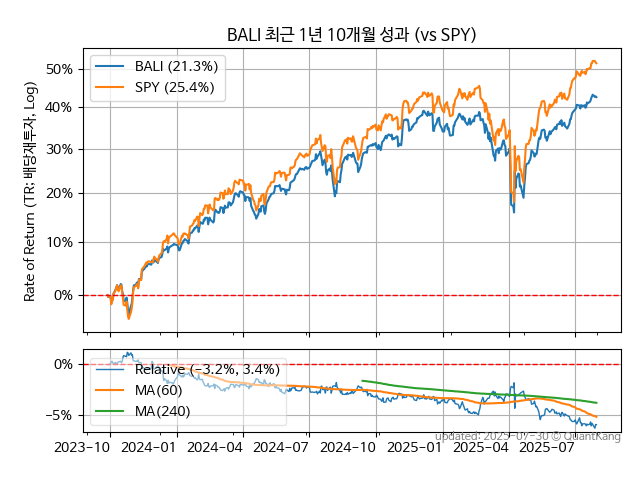 BALI 최근 1년 10개월 성과 (vs SPY)
Rate of Return (TR: 배당재투자, Log)
50%
40%
30%
20%
10%
0%
BALI (21.3%)
SPY (25.4%)
0%
−5%
Relative (−3.2%, 3.4%)
MA(60)
MA(240)
2023-10 2024-01 2024-04 2024-07 2024-10 2025-01 2025-04 2025-07
updated: 2025-07-30 © QuantKang